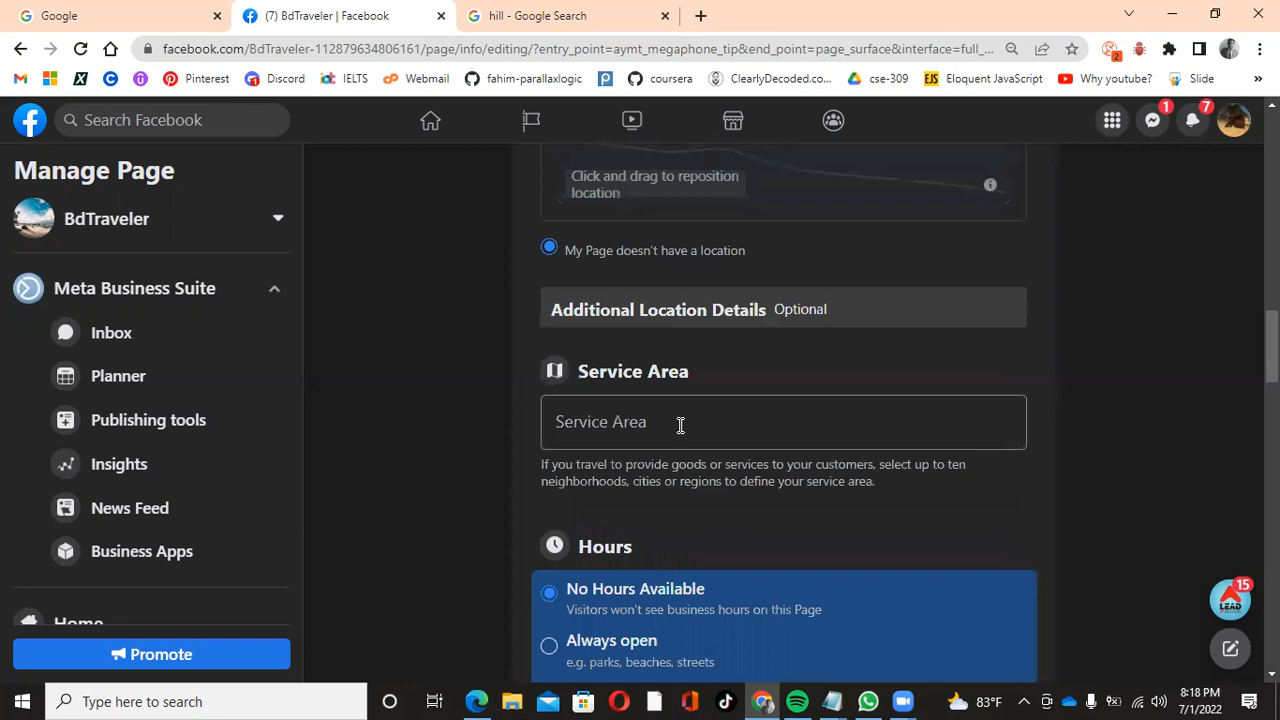 Google
(7) BdTraveler | Facebook
hill - Google Search
facebook.com/BdTraveler-112879634806161/page/info/editing/?entry_point=aymt_megaphone_tip&end_point=page_surface&interface=full_...
2
Pinterest
Discord
IELTS
Webmail
fahim-parallaxlogic
coursera
ClearlyDecoded.co...
cse-309
EJS Eloquent JavaScript
Why youtube?
Slide
Search Facebook
1
7
Manage Page
BdTraveler
Meta Business Suite
Inbox
Planner
Publishing tools
Insights
News Feed
Business Apps
Home
Promote
Click and drag to reposition
location
My Page doesn't have a location
Additional Location Details Optional
Service Area
Service Area
If you travel to provide goods or services to your customers, select up to ten
neighborhoods, cities or regions to define your service area.
Hours
No Hours Available
Visitors won't see business hours on this Page
Always open
e.g. parks, beaches, streets
15
LEAD
Type here to search
83°F
8:18 PM
7/1/2022